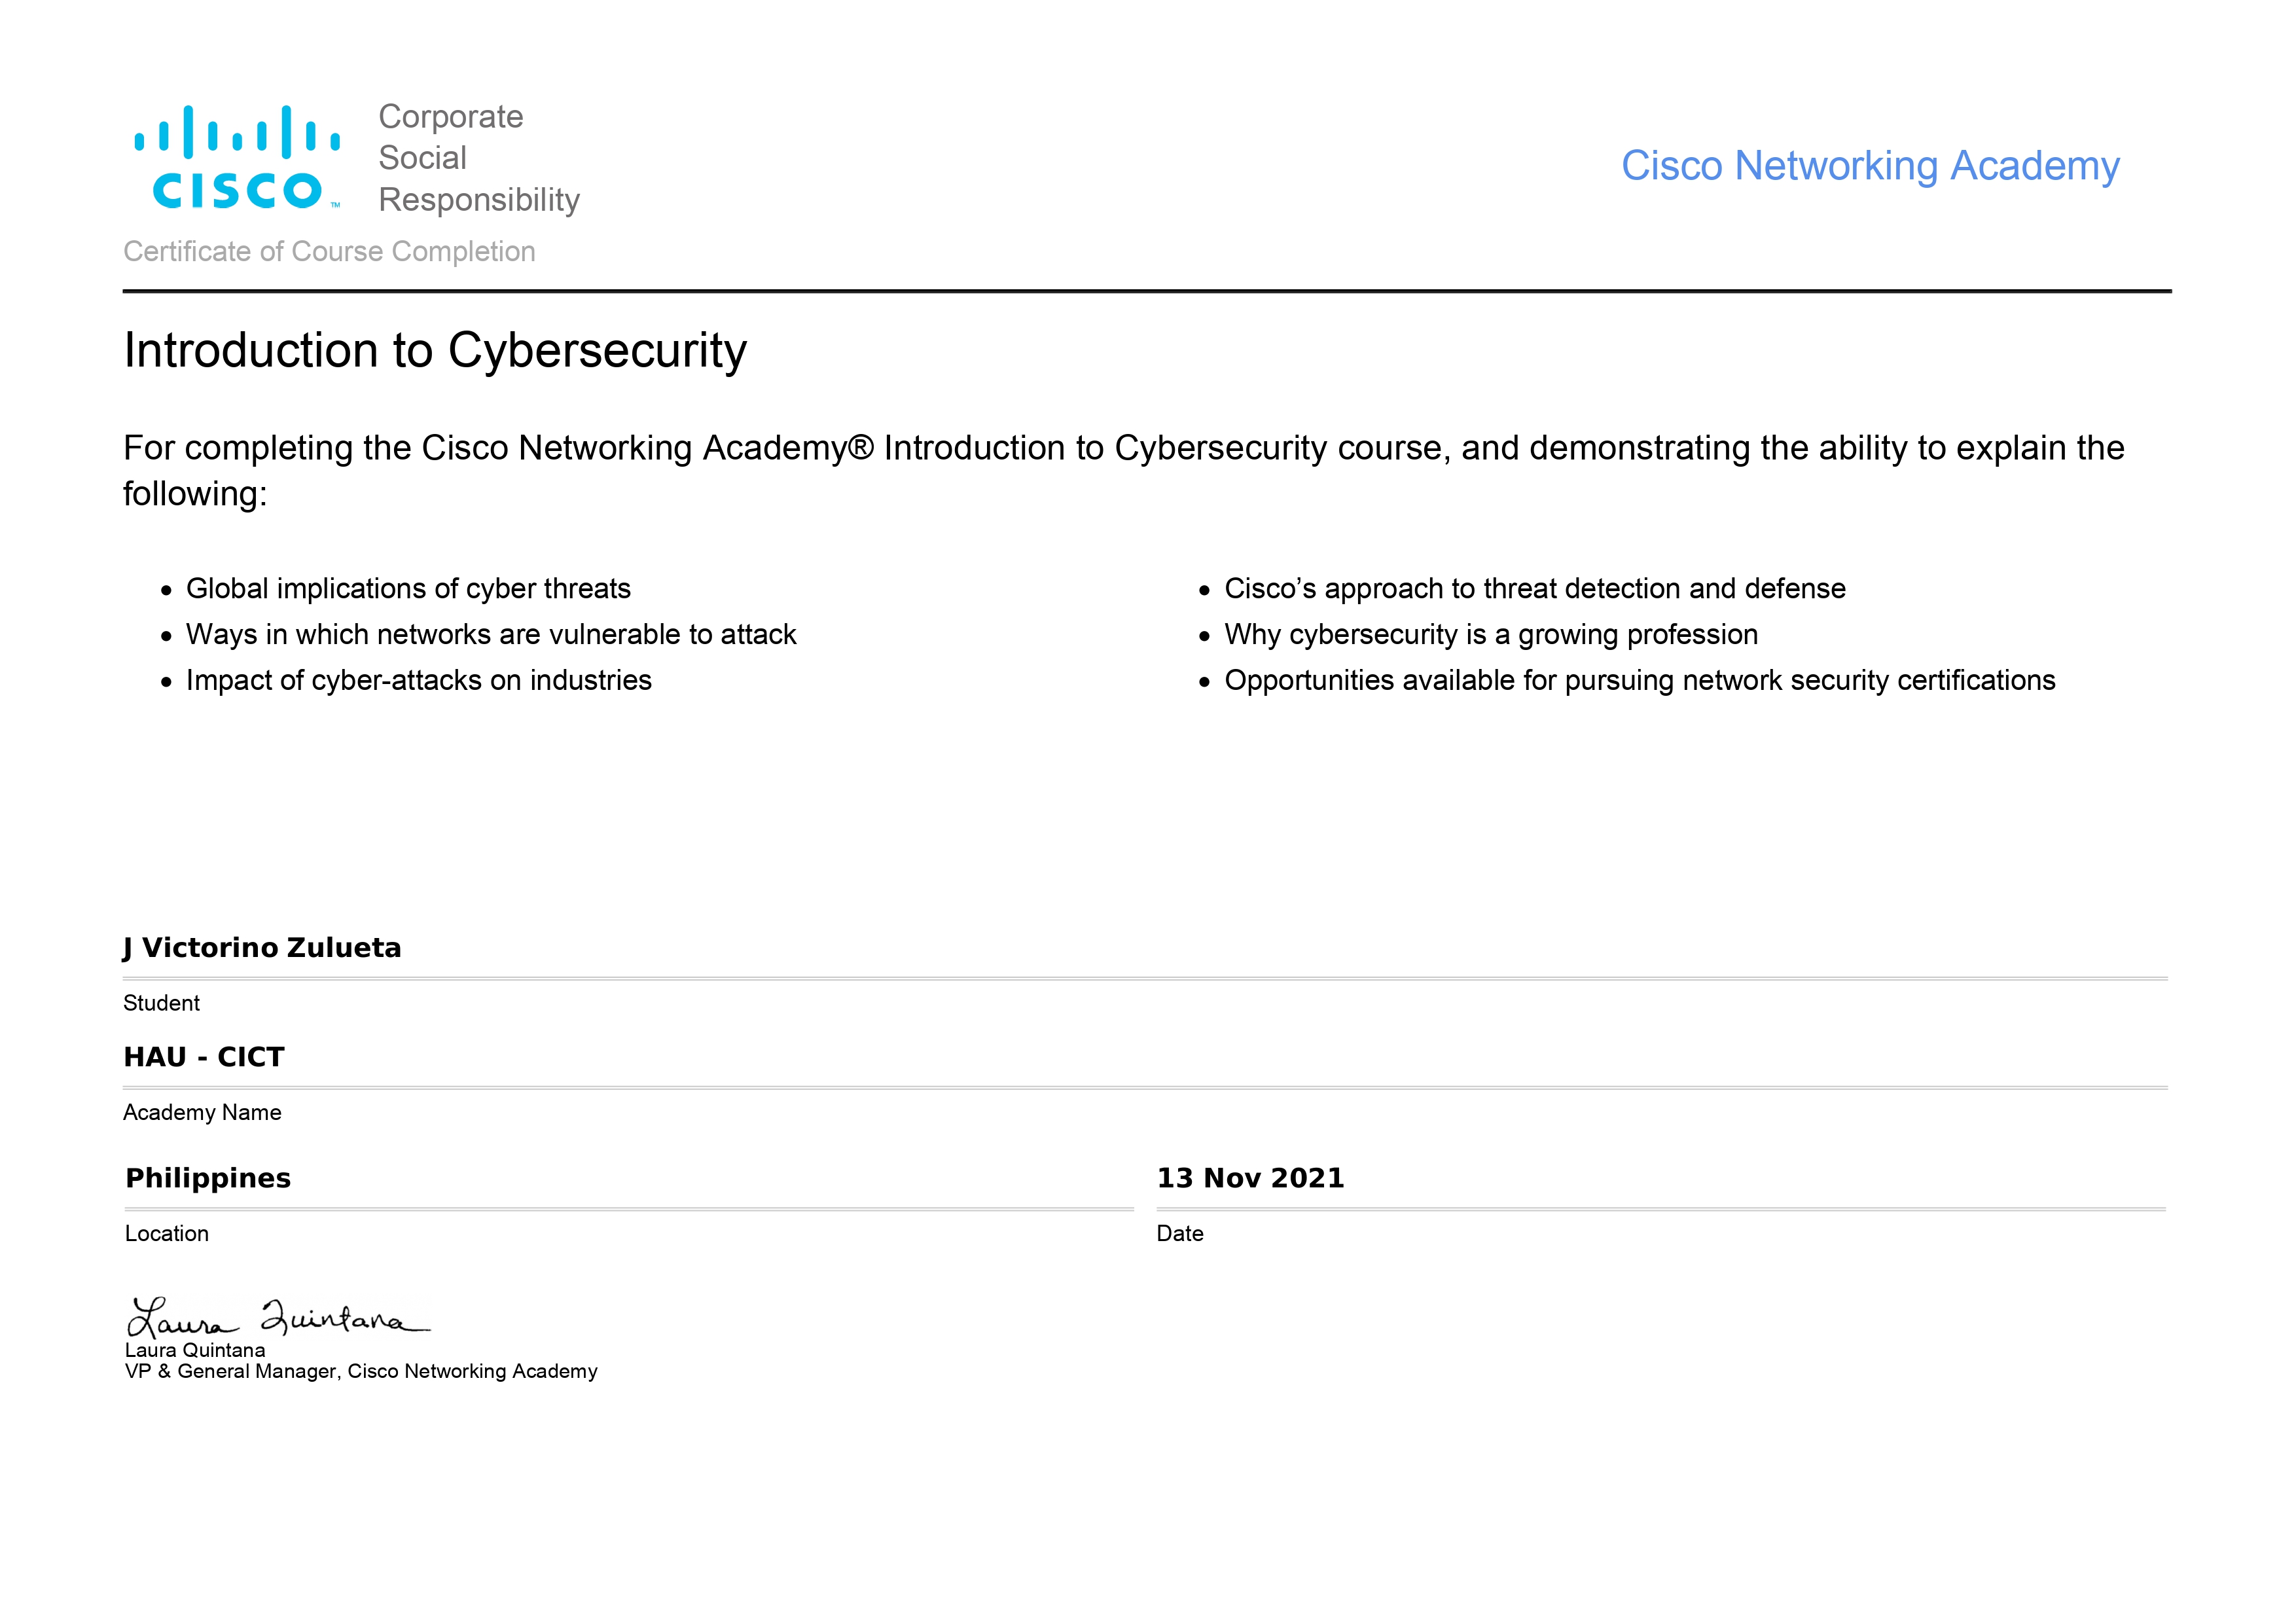 CISCO™
Corporate
Social
Responsibility
Cisco Networking Academy
Certificate of Course Completion
Introduction to Cybersecurity
For completing the Cisco Networking Academy® Introduction to Cybersecurity course, and demonstrating the ability to explain the
following:
• Global implications of cyber threats
• Ways in which networks are vulnerable to attack
• Impact of cyber-attacks on industries
• Cisco’s approach to threat detection and defense
• Why cybersecurity is a growing profession
• Opportunities available for pursuing network security certifications
J Victorino Zulueta
Student
HAU - CICT
Academy Name
Philippines
Location
13 Nov 2021
Date
Laura Quintana
Laura Quintana
VP & General Manager, Cisco Networking Academy